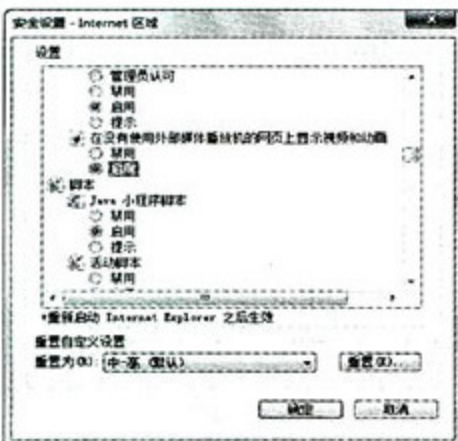 安全设置 - Internet 区域
设置
管理员认可
禁用
启用
提示
在没有使用外部媒体播放机的网页上显示视频和动画
禁用
启用
脚本
Java 小程序脚本
禁用
启用
提示
活动脚本
禁用
*重新启动 Internet Explorer 之后生效
重置自定义设置
重置为(R): 中-高 (默认)
重置(E)...
确定
取消